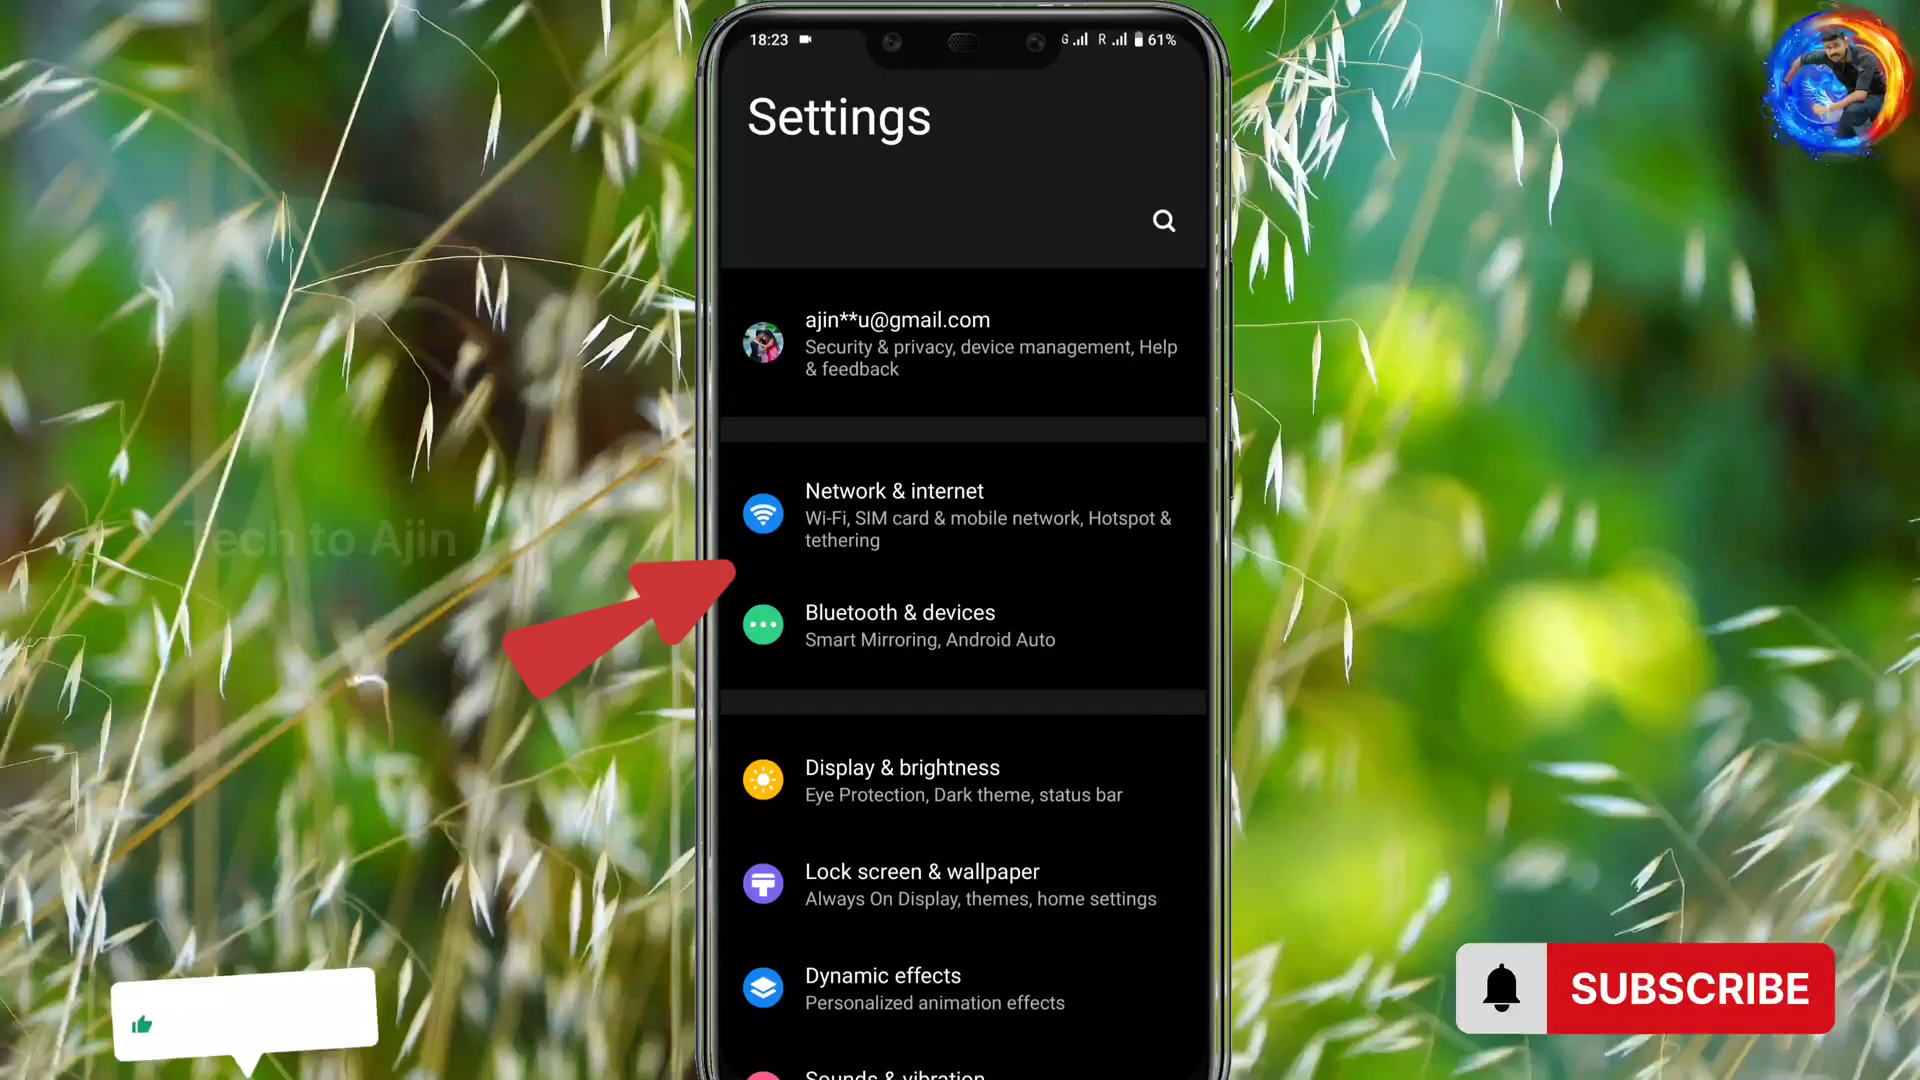 18:23 G R 61%
Settings
ajin**u@gmail.com
Security & privacy, device management, Help
& feedback
Network & internet
Wi-Fi, SIM card & mobile network, Hotspot &
tethering
Tech to Ajin
Bluetooth & devices
Smart Mirroring, Android Auto
Display & brightness
Eye Protection, Dark theme, status bar
Lock screen & wallpaper
Always On Display, themes, home settings
Dynamic effects
Personalized animation effects
SUBSCRIBE
Sounds & vibration